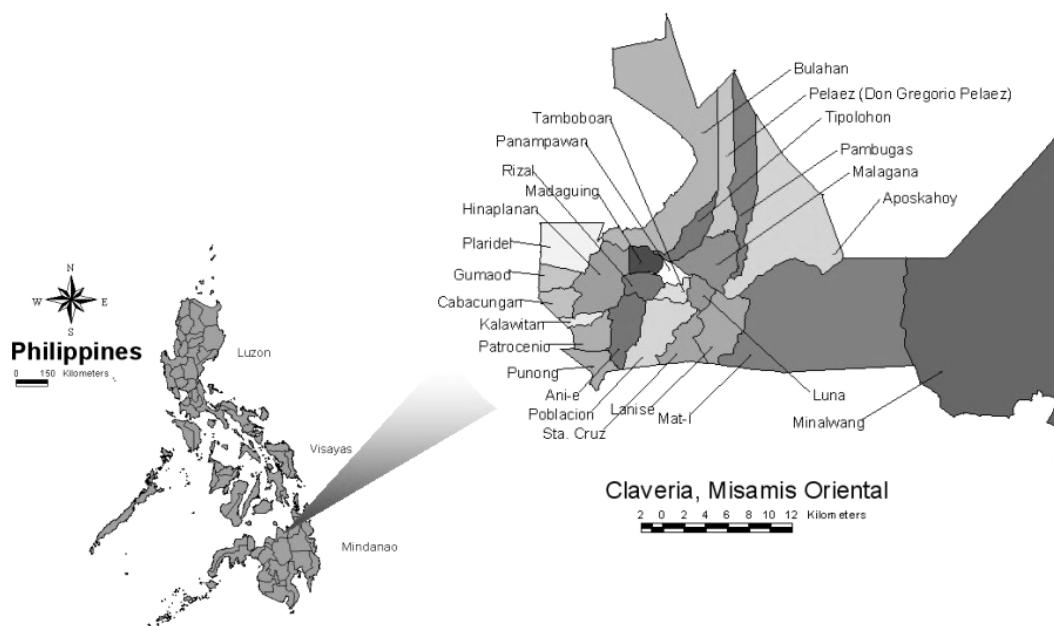 N
W E
S
Philippines
0 150 Kilometers
Luzon
Visayas
Mindanao
Bulahan
Pelaez (Don Gregorio Pelaez)
Tamboboan
Tipolohon
Panampawan
Pambugas
Rizal
Malagana
Madaguing
Aposkahoy
Hinaplanan
Plaridel
Gumaod
Cabacungan
Kalawitan
Patrocenio
Punong
Ani-e
Poblacion
Lanise
Luna
Sta. Cruz
Mat-I
Minalwang
Claveria, Misamis Oriental
2 0 2 4 6 8 10 12 Kilometers